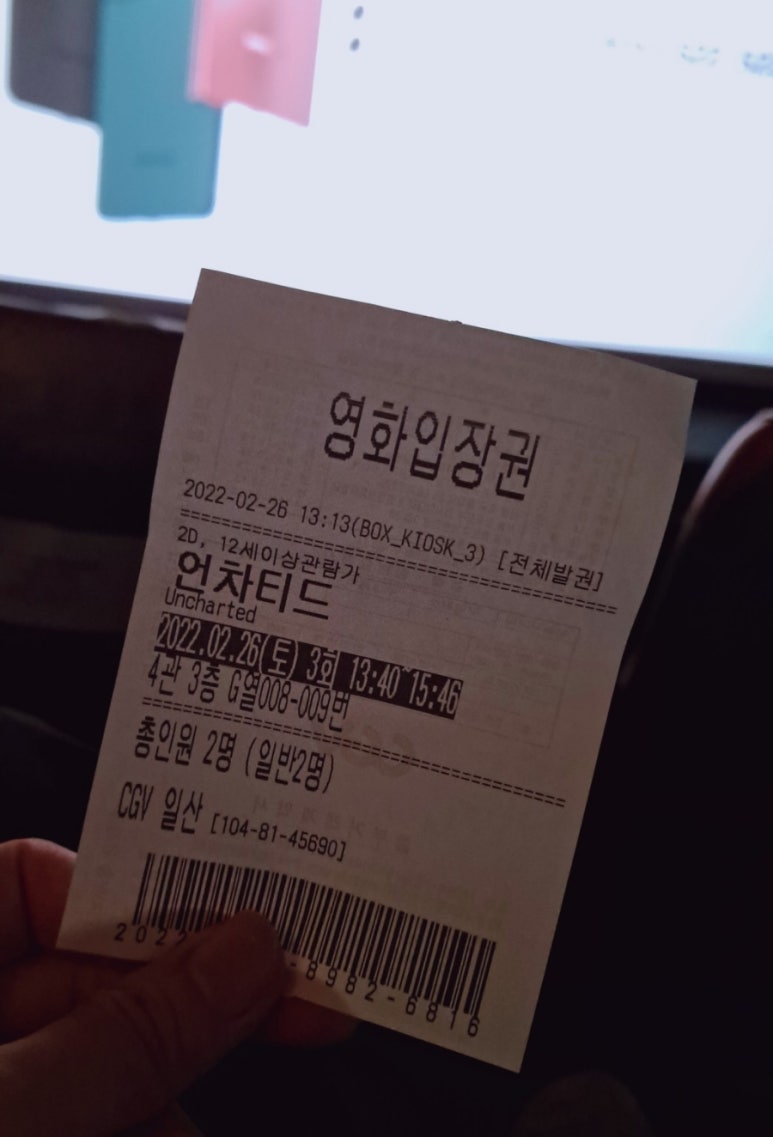 영화입장권
2022-02-26 13:13(BOX_KIOSK_3) [전체발권]
2D, 12세이상관람가
언차티드
Uncharted
2022.02.26(토) 3회 13:40~15:46
4관 3층 G열008-009번
총인원 2명 (일반2명)
CGV 일산 [104-81-45690]
-8982-6816